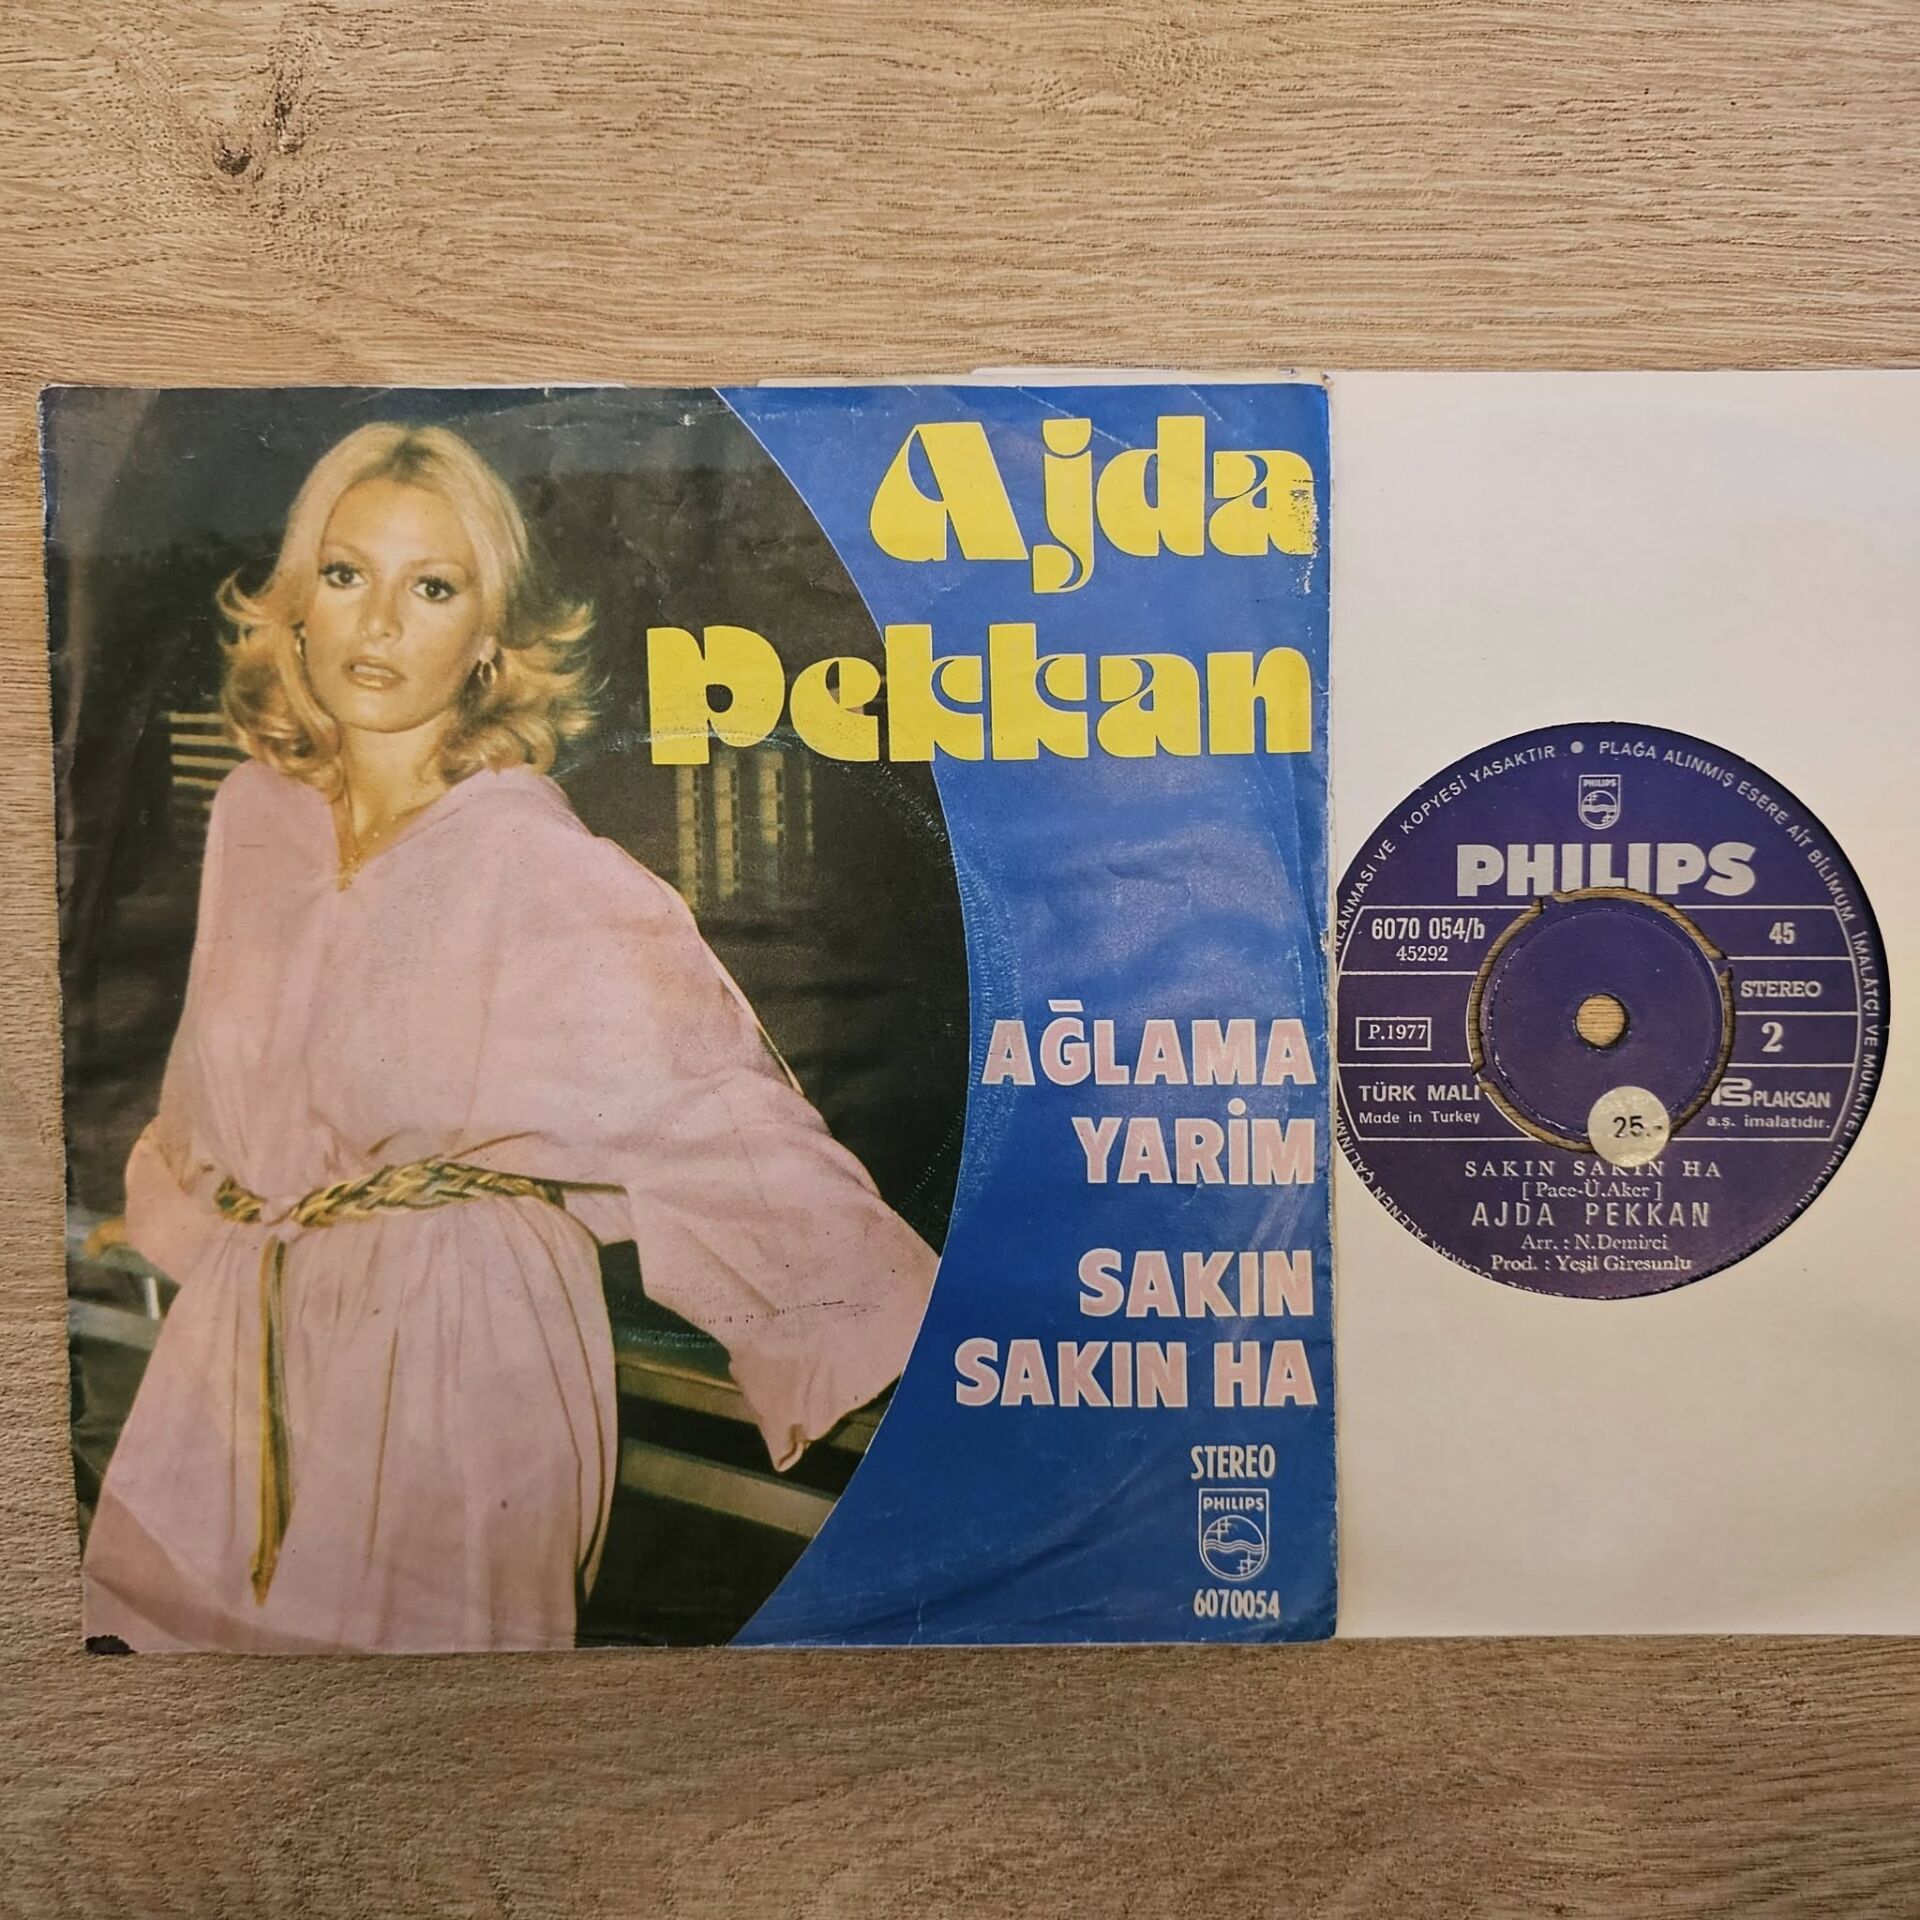 Ajda
Pekkan
AĞLAMA
YARİM
SAKIN
SAKIN HA
STEREO
PHILIPS
6070054
KOPYESİ YASAKTIR • PLAĞA ALINMIŞ ESERE AİT BİLİMUM İMALATÇI VE MÜLKİYET HAKLARI
PHILIPS
PHILIPS
6070 054/b
45292
45
STEREO
P.1977
2
TÜRK MALI
Made in Turkey
PLAKSAN
a.ş. imalatıdır.
25.-
SAKIN SAKIN HA
[ Pace-Ü.Aker ]
AJDA PEKKAN
Arr. : N.Demirci
Prod. : Yeşil Giresunlu